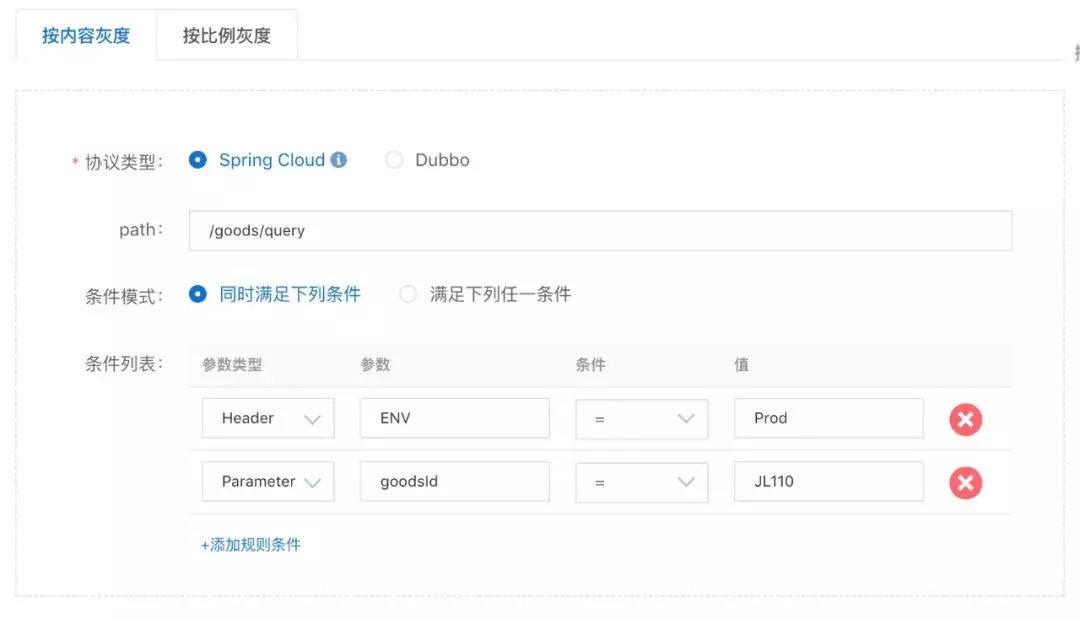 按内容灰度 按比例灰度
* 协议类型: Spring Cloud Dubbo
path: /goods/query
条件模式: 同时满足下列条件 满足下列任一条件
条件列表: 参数类型 参数 条件 值
Header ENV = Prod
Parameter goodsId = JL110
+添加规则条件